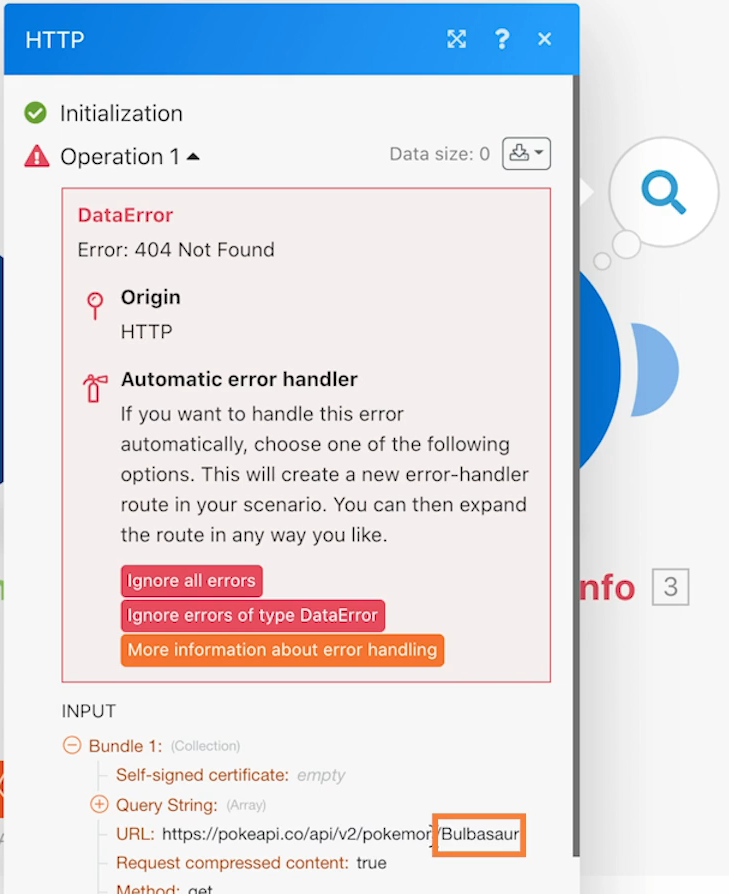 HTTP
Initialization
Operation 1
Data size: 0
DataError
Error: 404 Not Found
Origin
HTTP
Automatic error handler
If you want to handle this error
automatically, choose one of the following
options. This will create a new error-handler
route in your scenario. You can then expand
the route in any way you like.
Ignore all errors
Ignore errors of type DataError
More information about error handling
nfo 3
INPUT
Bundle 1: (Collection)
Self-signed certificate: empty
Query String: (Array)
URL: https://pokeapi.co/api/v2/pokemon/Bulbasaur
Request compressed content: true
Method: get